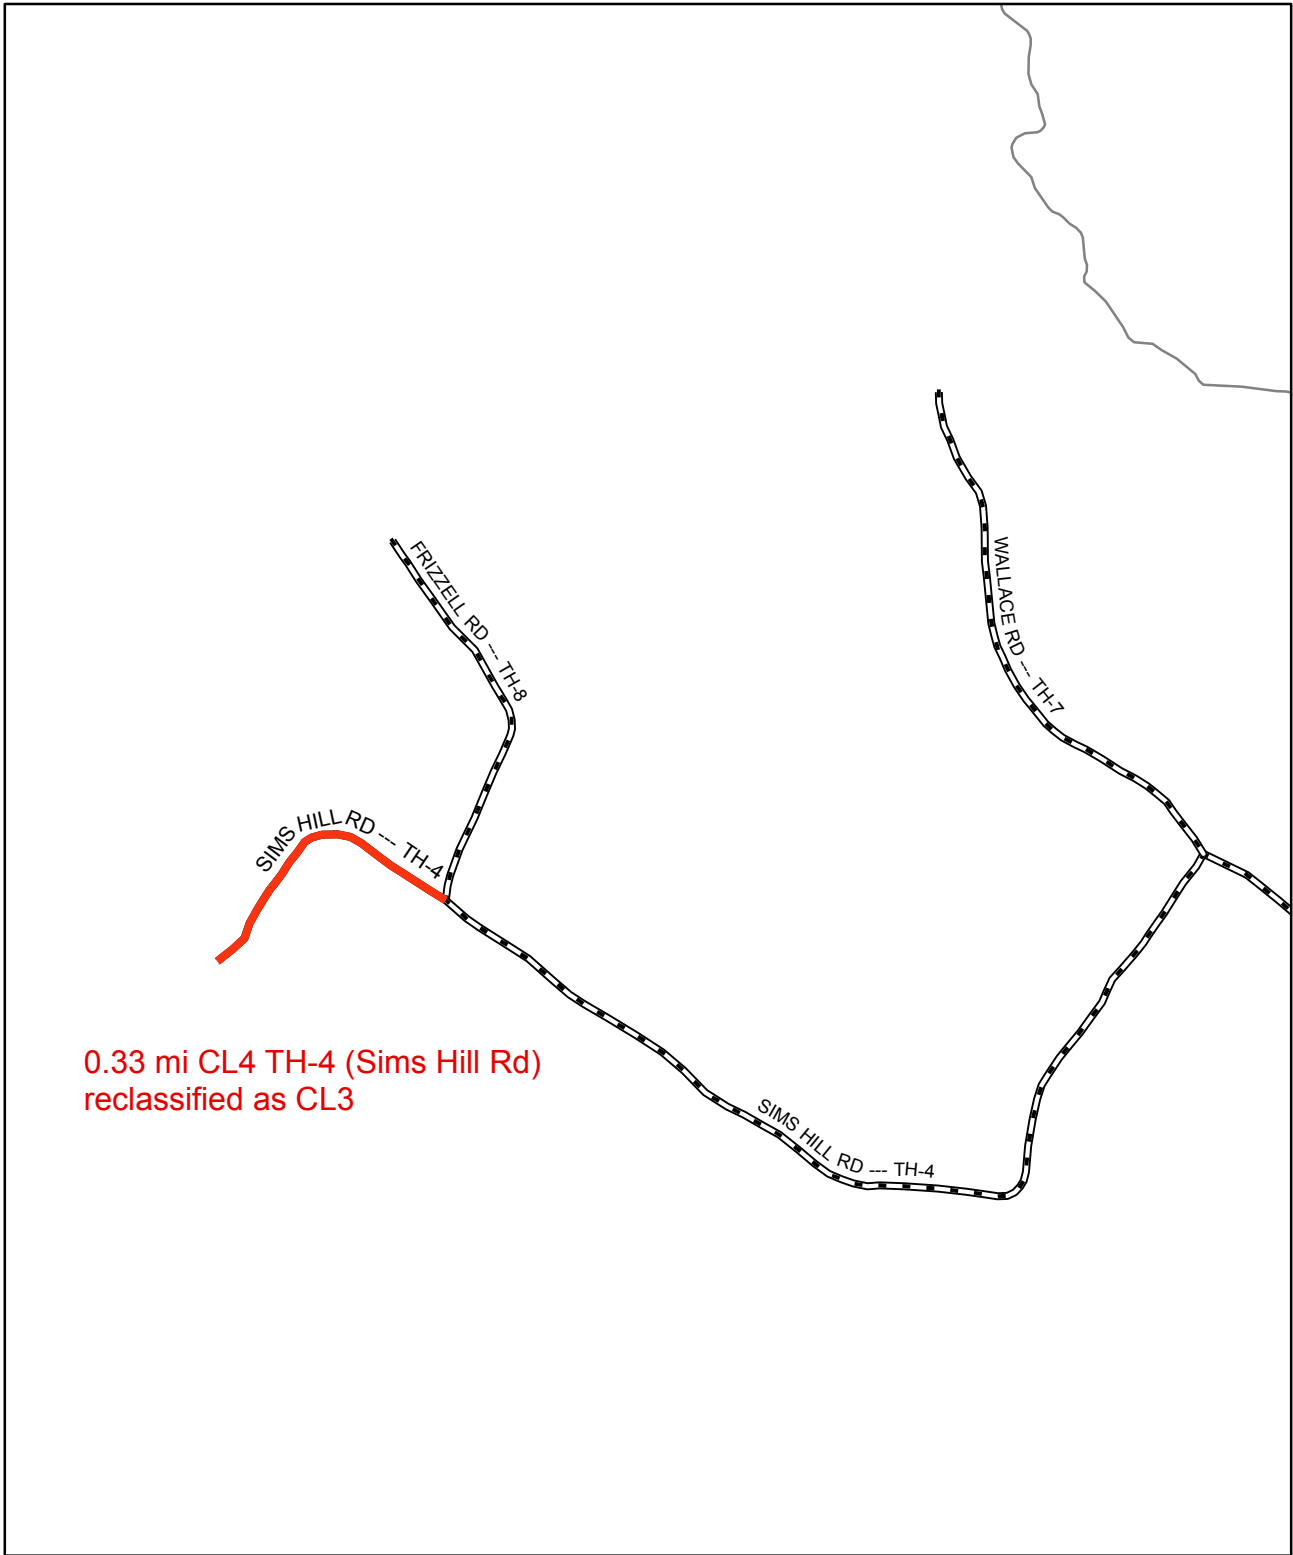 FRIZZELL RD --- TH-8
WALLACE RD --- TH-7
SIMS HILL RD --- TH-4
0.33 mi CL4 TH-4 (Sims Hill Rd)
reclassified as CL3
SIMS HILL RD --- TH-4